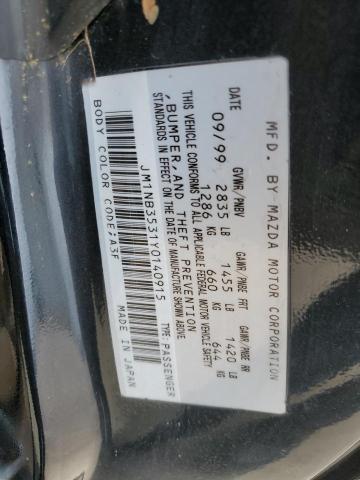 MFD. BY MAZDA MOTOR CORPORATION
DATE GVWR/PNBV GAWR/PNBE FRT GAWR/PNBE RR
09/99 2835 LB 1455 LB 1420 LB
1286 KG 660 KG 644 KG
THIS VEHICLE CONFORMS TO ALL APPLICABLE FEDERAL MOTOR VEHICLE SAFETY
, BUMPER, AND THEFT PREVENTION
STANDARDS IN EFFECT ON THE DATE OF MANUFACTURE SHOWN ABOVE.
JM1NB3531Y0140915 TYPE: PASSENGER
BODY COLOR CODE:A3F MADE IN JAPAN